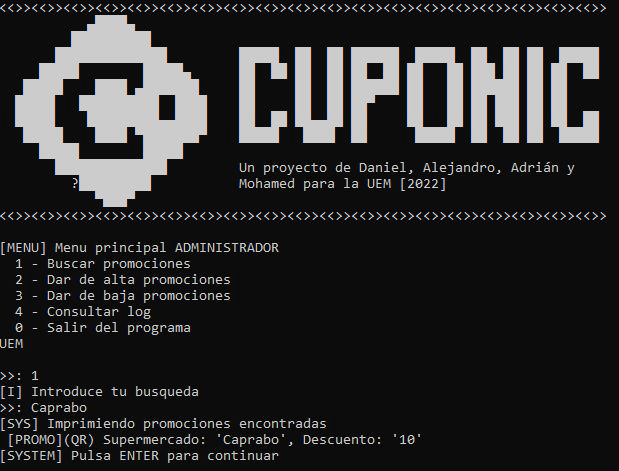 <<>><<>><<>><<>><<>><<>><<>><<>><<>><<>><<>><<>><<>><<>><<>><<>><<>><<>><<>>
CUPONIC
Un proyecto de Daniel, Alejandro, Adrián y
?
Mohamed para la UEM [2022]
<<>><<>><<>><<>><<>><<>><<>><<>><<>><<>><<>><<>><<>><<>><<>><<>><<>><<>><<>>
[MENU] Menu principal ADMINISTRADOR
1 - Buscar promociones
2 - Dar de alta promociones
3 - Dar de baja promociones
4 - Consultar log
0 - Salir del programa
UEM
>>: 1
[I] Introduce tu busqueda
>>: Caprabo
[SYS] Imprimiendo promociones encontradas
[PROMO](QR) Supermercado: 'Caprabo', Descuento: '10'
[SYSTEM] Pulsa ENTER para continuar